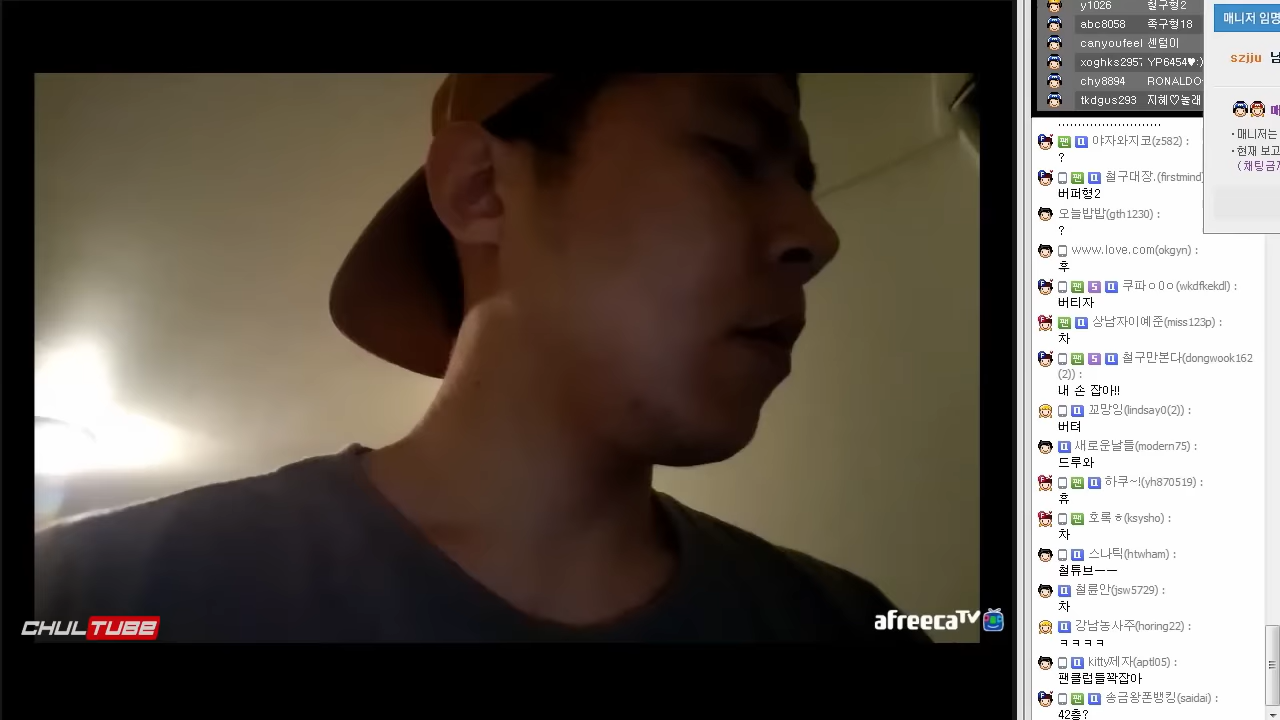 CHULTUBE
afreecaTV
y1026 철구형2
abc8058 족구형18
canyoufeel 센텀이
xoghks2957 YP6454♥:)
chy8894 RONALDO
tkdgus293 지혜♡놀래
매니저 임명
szjju
·매니저는
·현재 보고
(채팅금지
야자와지코(z582) :
?
철구대장.(firstmind
버퍼형2
오늘밥밥(gth1230) :
?
www.love.com(okgyn) :
후
쿠파ㅇ0ㅇ(wkdfkekdl) :
버티자
상남자이예준(miss123p) :
차
철구만본다(dongwook162
(2)) :
내 손 잡아!!
꼬망잉(lindsay0(2)) :
버텨
새로운날들(modern75) :
드루와
하쿠~!(yh870519) :
휴
호록ㅎ(ksysho) :
차
스나틱(htwham) :
철튜브ㅡㅡ
철륜안(jsw5729) :
차
강남농사주(horing22) :
ㅋㅋㅋㅋ
kitty제자(aptl05) :
팬클럽들꽉잡아
송금왕폰뱅킹(saidai) :
42층?